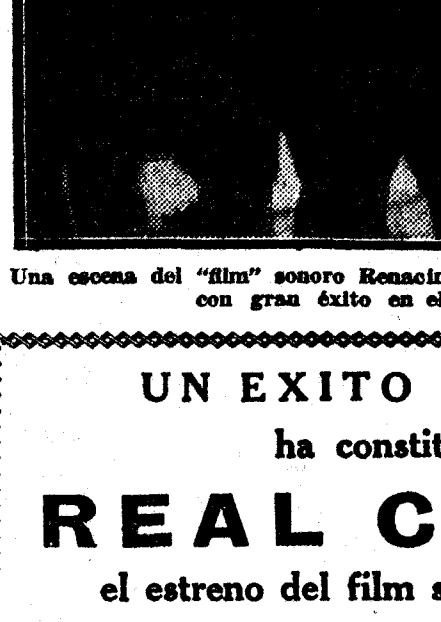 Una escena del “film” sonoro Renacim
con gran éxito en el
UN EXITO
ha constit
REAL C
el estreno del film s